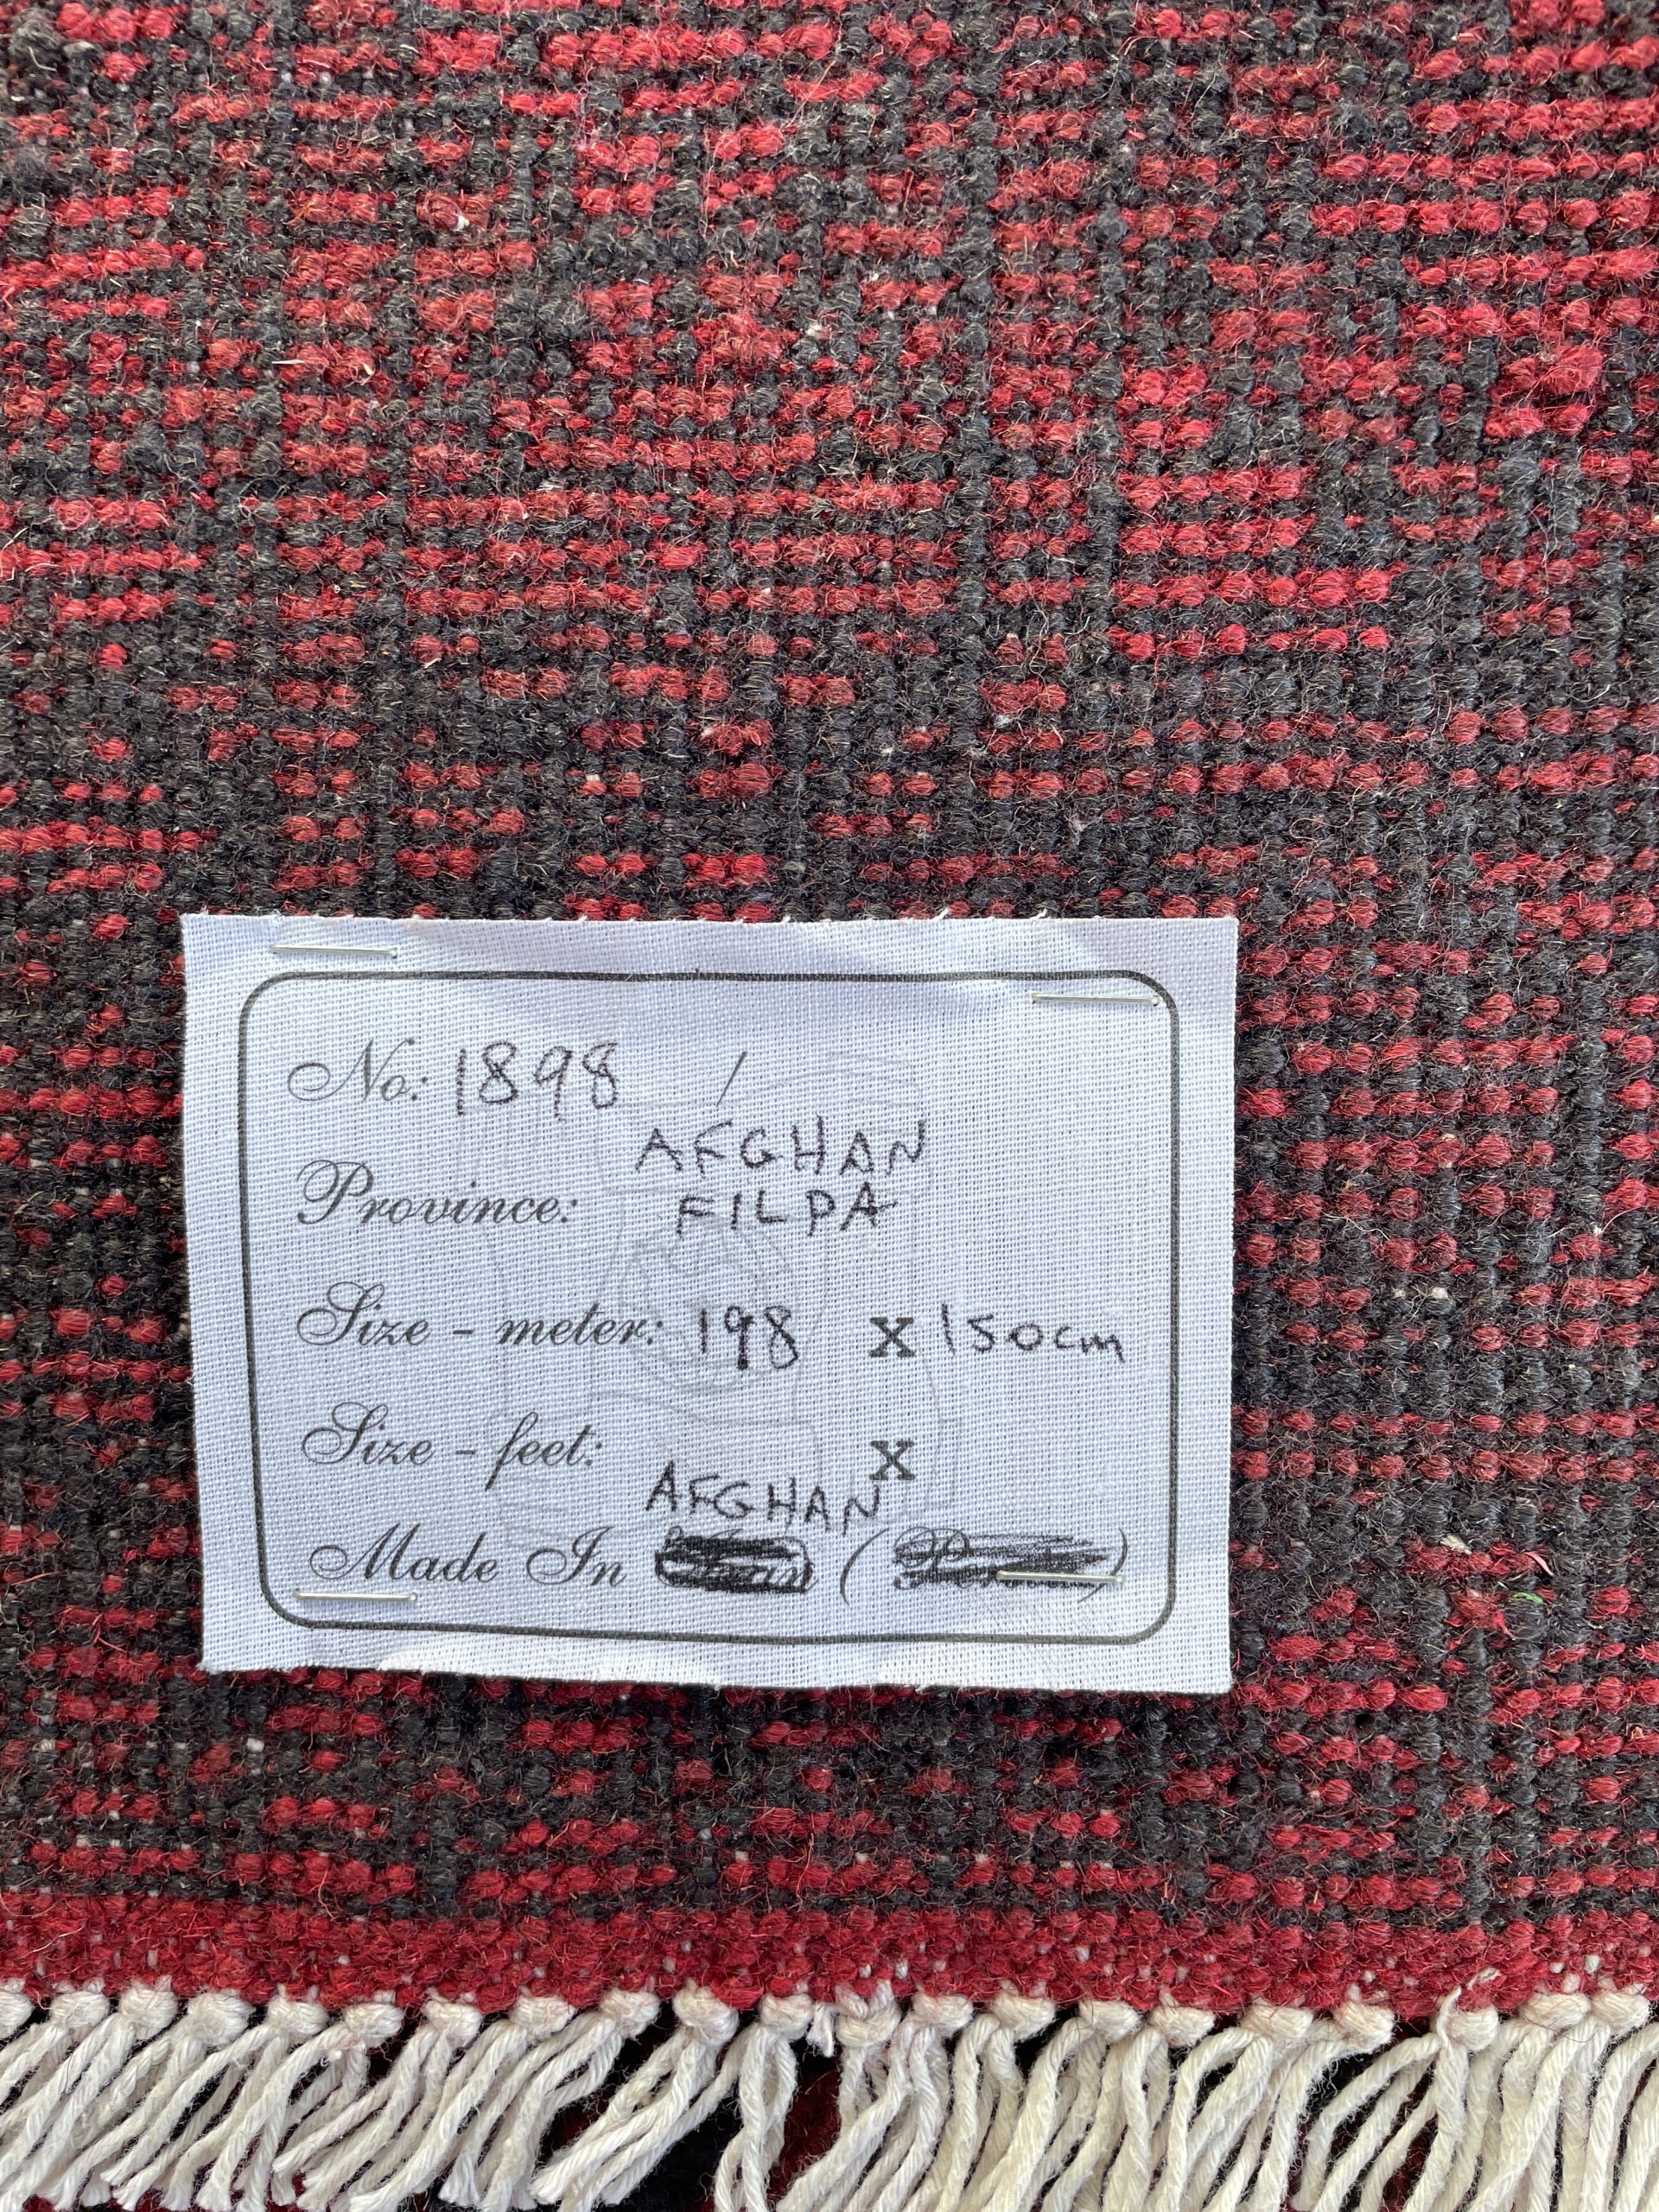 No: 1898 /
AFGHAN
Province: FILPA
Size - meter: 198 X 150cm
Size - feet: X
AFGHAN
Made In ( )